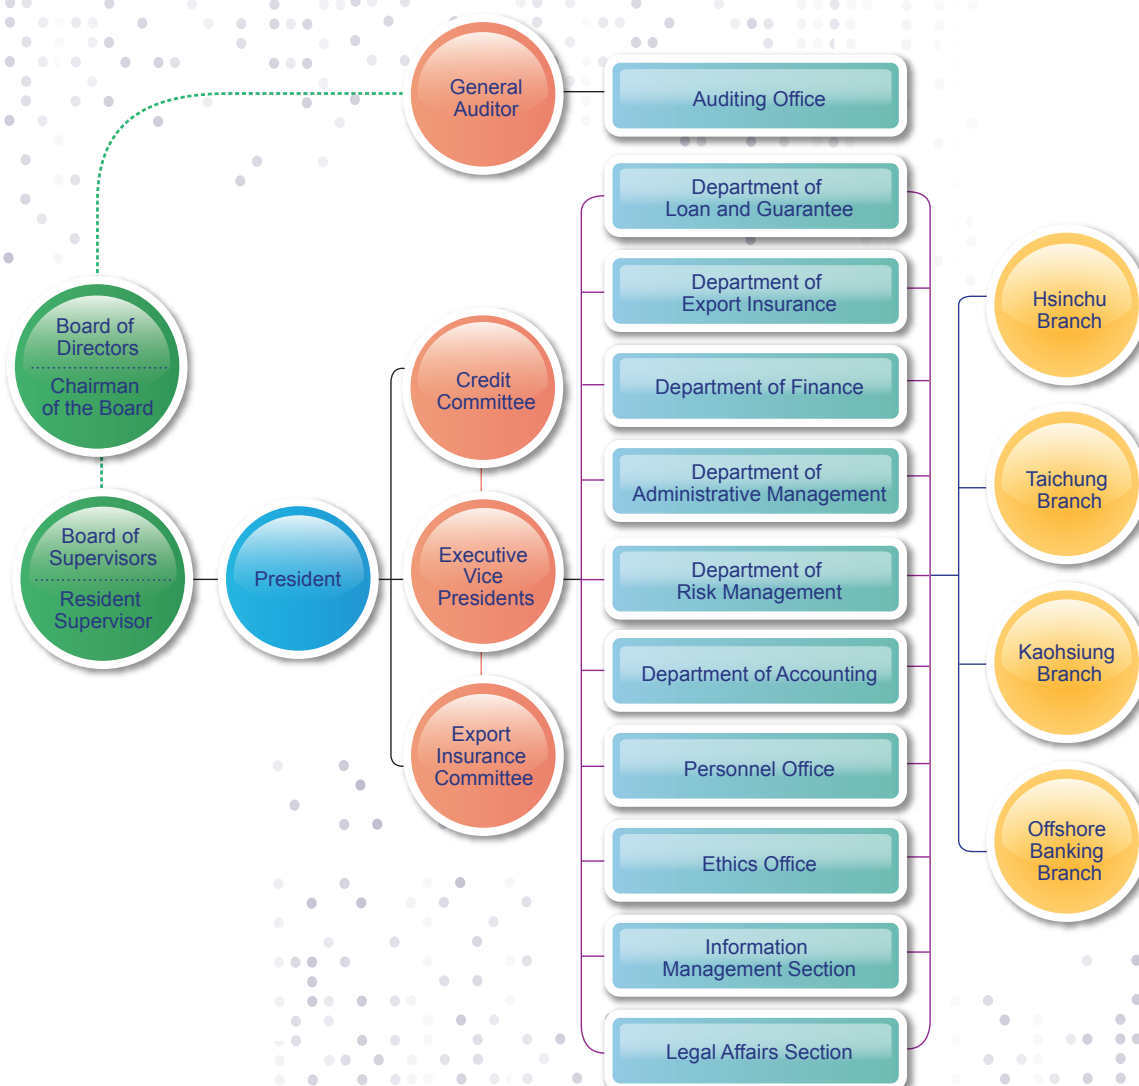 General
Auditor
Auditing Office
Board of
Directors
Chairman
of the Board
Board of
Supervisors
Resident
Supervisor
President
Credit
Committee
Executive
Vice
Presidents
Export
Insurance
Committee
Department of
Loan and Guarantee
Department of
Export Insurance
Department of Finance
Department of
Administrative Management
Department of
Risk Management
Department of Accounting
Personnel Office
Ethics Office
Information
Management Section
Legal Affairs Section
Hsinchu
Branch
Taichung
Branch
Kaohsiung
Branch
Offshore
Banking
Branch